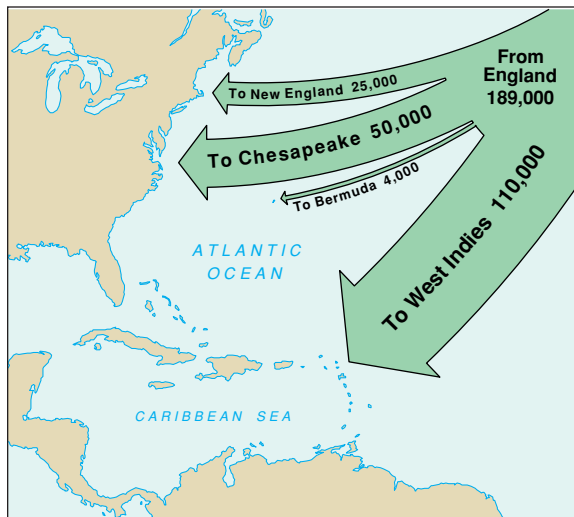 From
England
189,000
To New England 25,000
To Chesapeake 50,000
To Bermuda 4,000
To West Indies 110,000
ATLANTIC
OCEAN
CARIBBEAN SEA